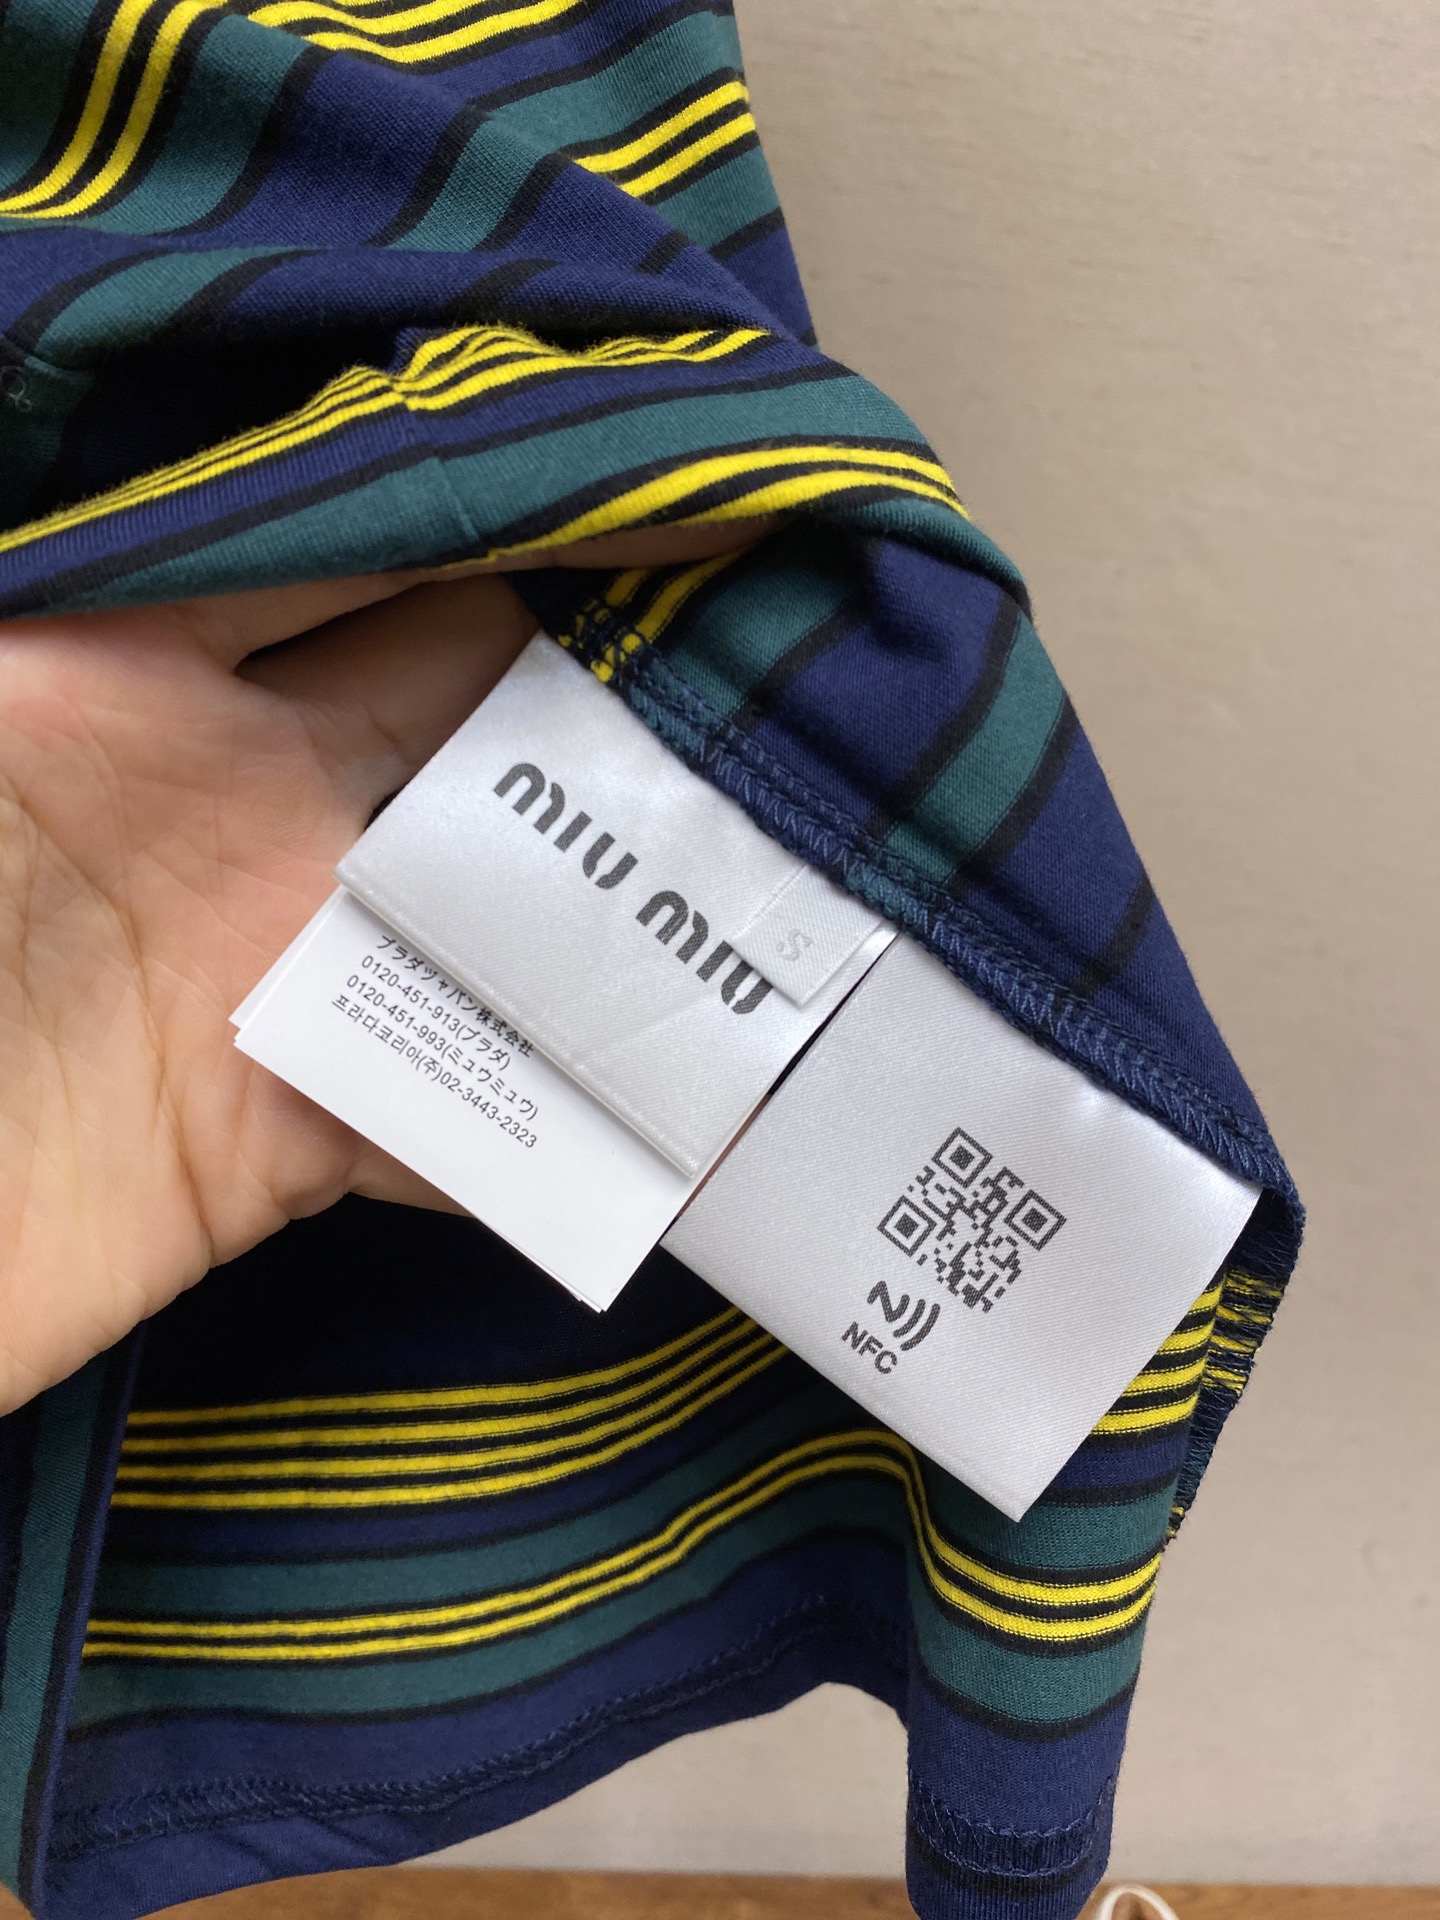 miu miu
S
プラダジャパン株式会社
0120-451-913(プラダ)
0120-451-993(ミュウミュウ)
프라다코리아(주)02-3443-2323
NFC